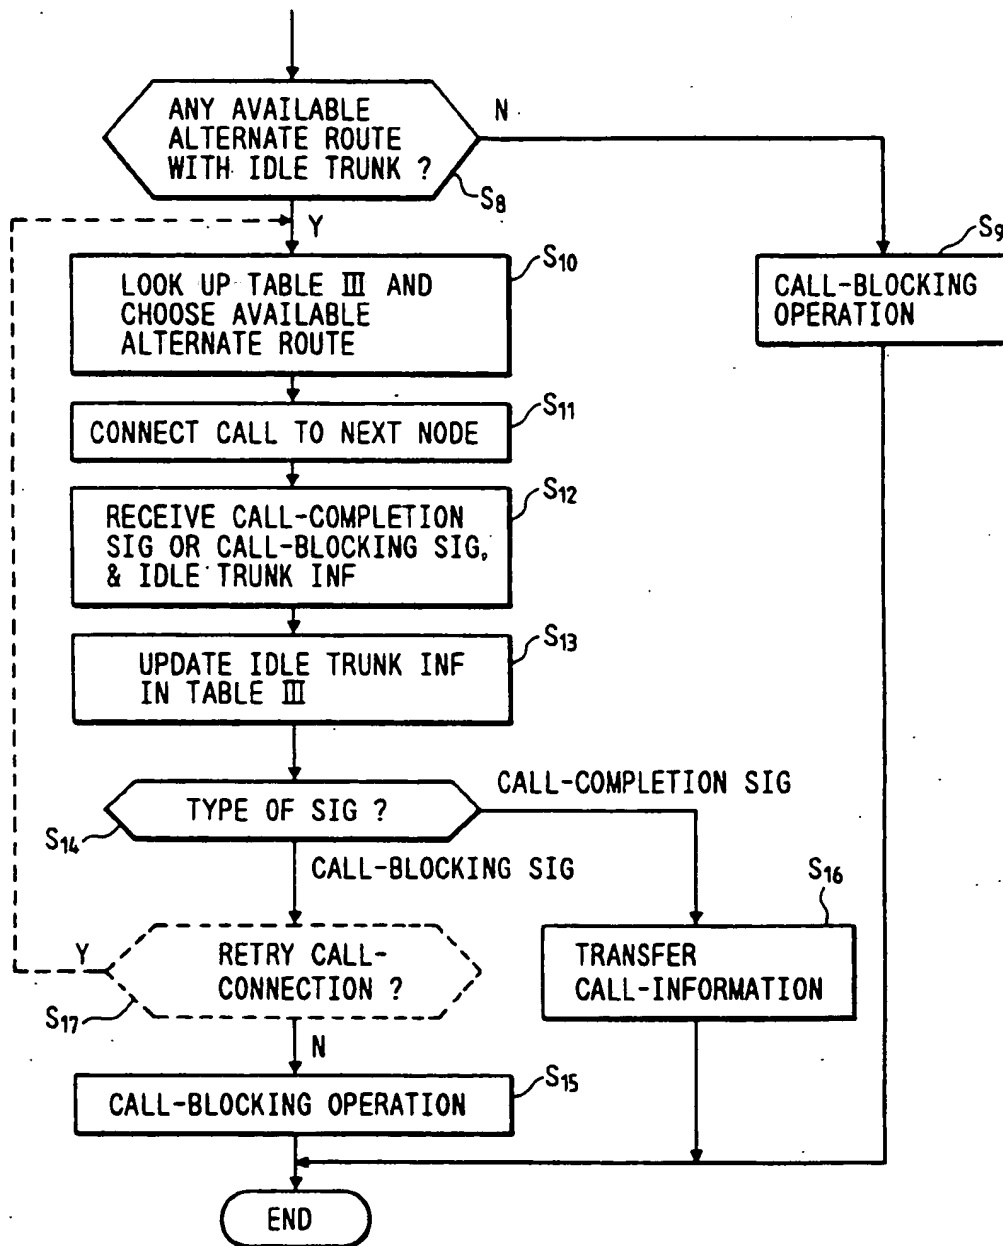 ANY AVAILABLE
ALTERNATE ROUTE
WITH IDLE TRUNK ?
N
S8
Y
S9
CALL-BLOCKING
OPERATION
S10
LOOK UP TABLE III AND
CHOOSE AVAILABLE
ALTERNATE ROUTE
S11
CONNECT CALL TO NEXT NODE
S12
RECEIVE CALL-COMPLETION
SIG OR CALL-BLOCKING SIG,
& IDLE TRUNK INF
S13
UPDATE IDLE TRUNK INF
IN TABLE III
TYPE OF SIG ?
CALL-COMPLETION SIG
S14
CALL-BLOCKING SIG
S16
TRANSFER
CALL-INFORMATION
Y
RETRY CALL-
CONNECTION ?
S17
N
S15
CALL-BLOCKING OPERATION
END